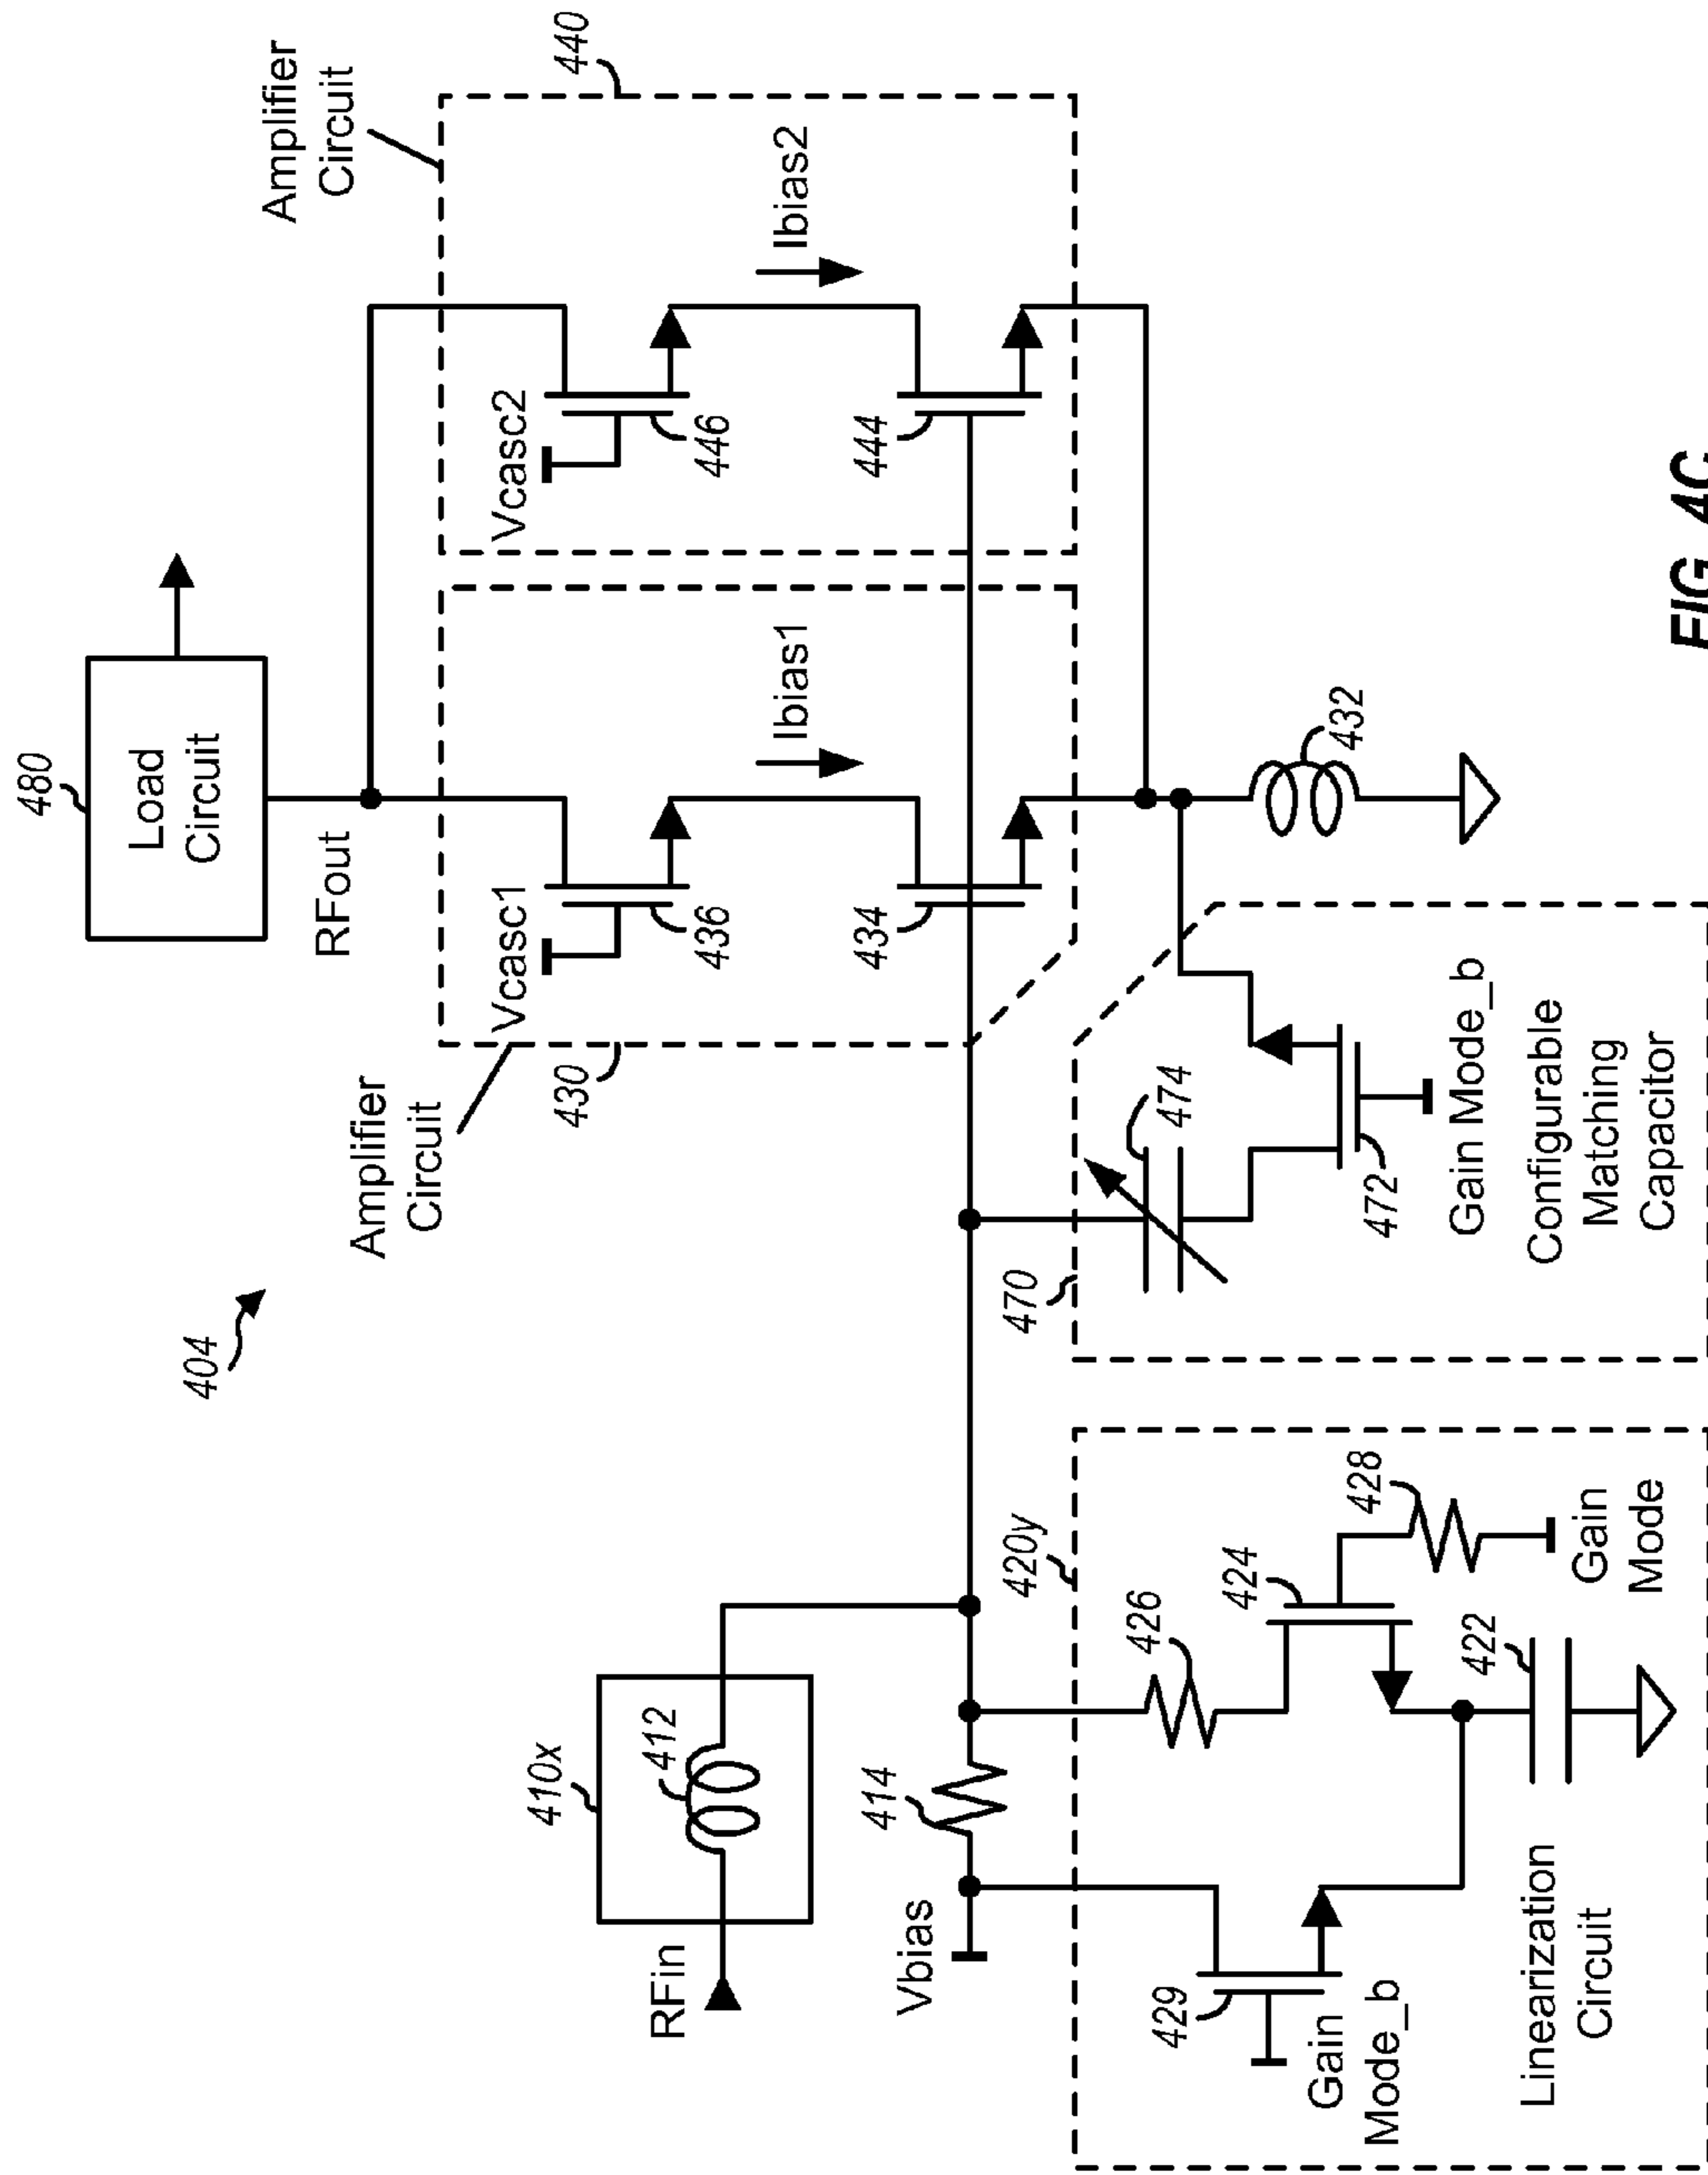 404
480
Load
Circuit
RFout
Amplifier
Circuit
430
Vcasc1
436
434
Ibias1
Amplifier
Circuit
440
Vcasc2
446
444
Ibias2
410x
RFin
412
414
Vbias
420y
426
424
428
Gain
Mode
422
429
Gain
Mode_b
Linearization
Circuit
470
474
472
Gain Mode_b
Configurable
Matching
Capacitor
432
FIG. 4C